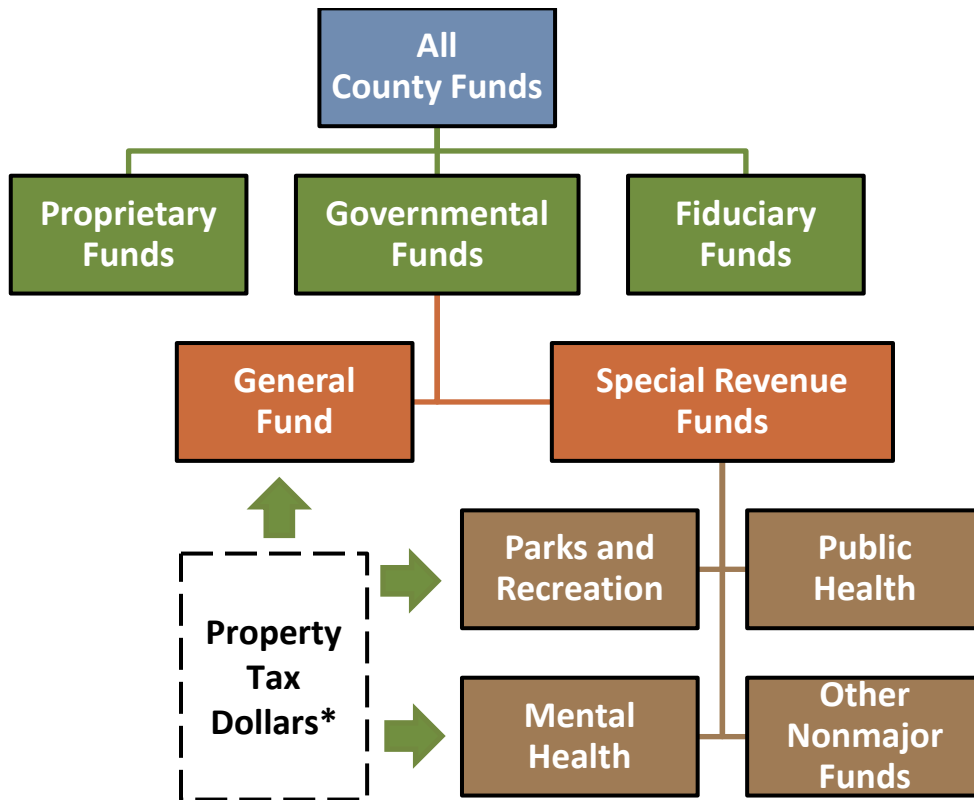 All
County Funds
Proprietary
Funds
Governmental
Funds
Fiduciary
Funds
General
Fund
Special Revenue
Funds
Parks and
Recreation
Public
Health
Property
Tax
Dollars*
Mental
Health
Other
Nonmajor
Funds